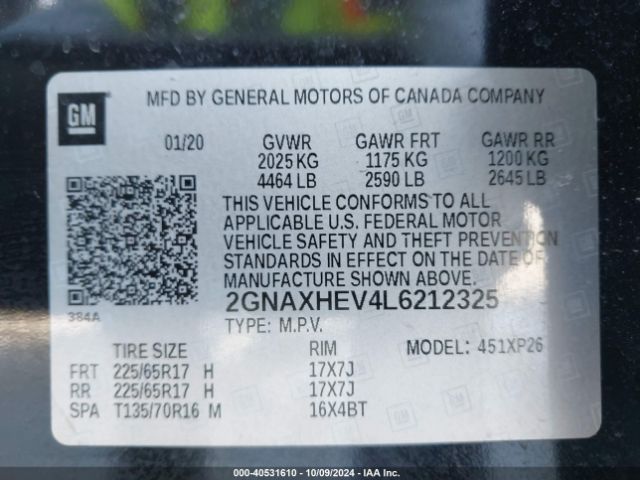 GM
MFD BY GENERAL MOTORS OF CANADA COMPANY
01/20 GVWR GAWR FRT GAWR RR
2025 KG 1175 KG 1200 KG
4464 LB 2590 LB 2645 LB
THIS VEHICLE CONFORMS TO ALL
APPLICABLE U.S. FEDERAL MOTOR
VEHICLE SAFETY AND THEFT PREVENTION
STANDARDS IN EFFECT ON THE DATE OF
MANUFACTURE SHOWN ABOVE.
384A
2GNAXHEV4L6212325
TYPE: M.P.V.
TIRE SIZE RIM MODEL: 451XP26
FRT 225/65R17 H 17X7J
RR 225/65R17 H 17X7J
SPA T135/70R16 M 16X4BT
000-40531610 - 10/09/2024 - IAA Inc.